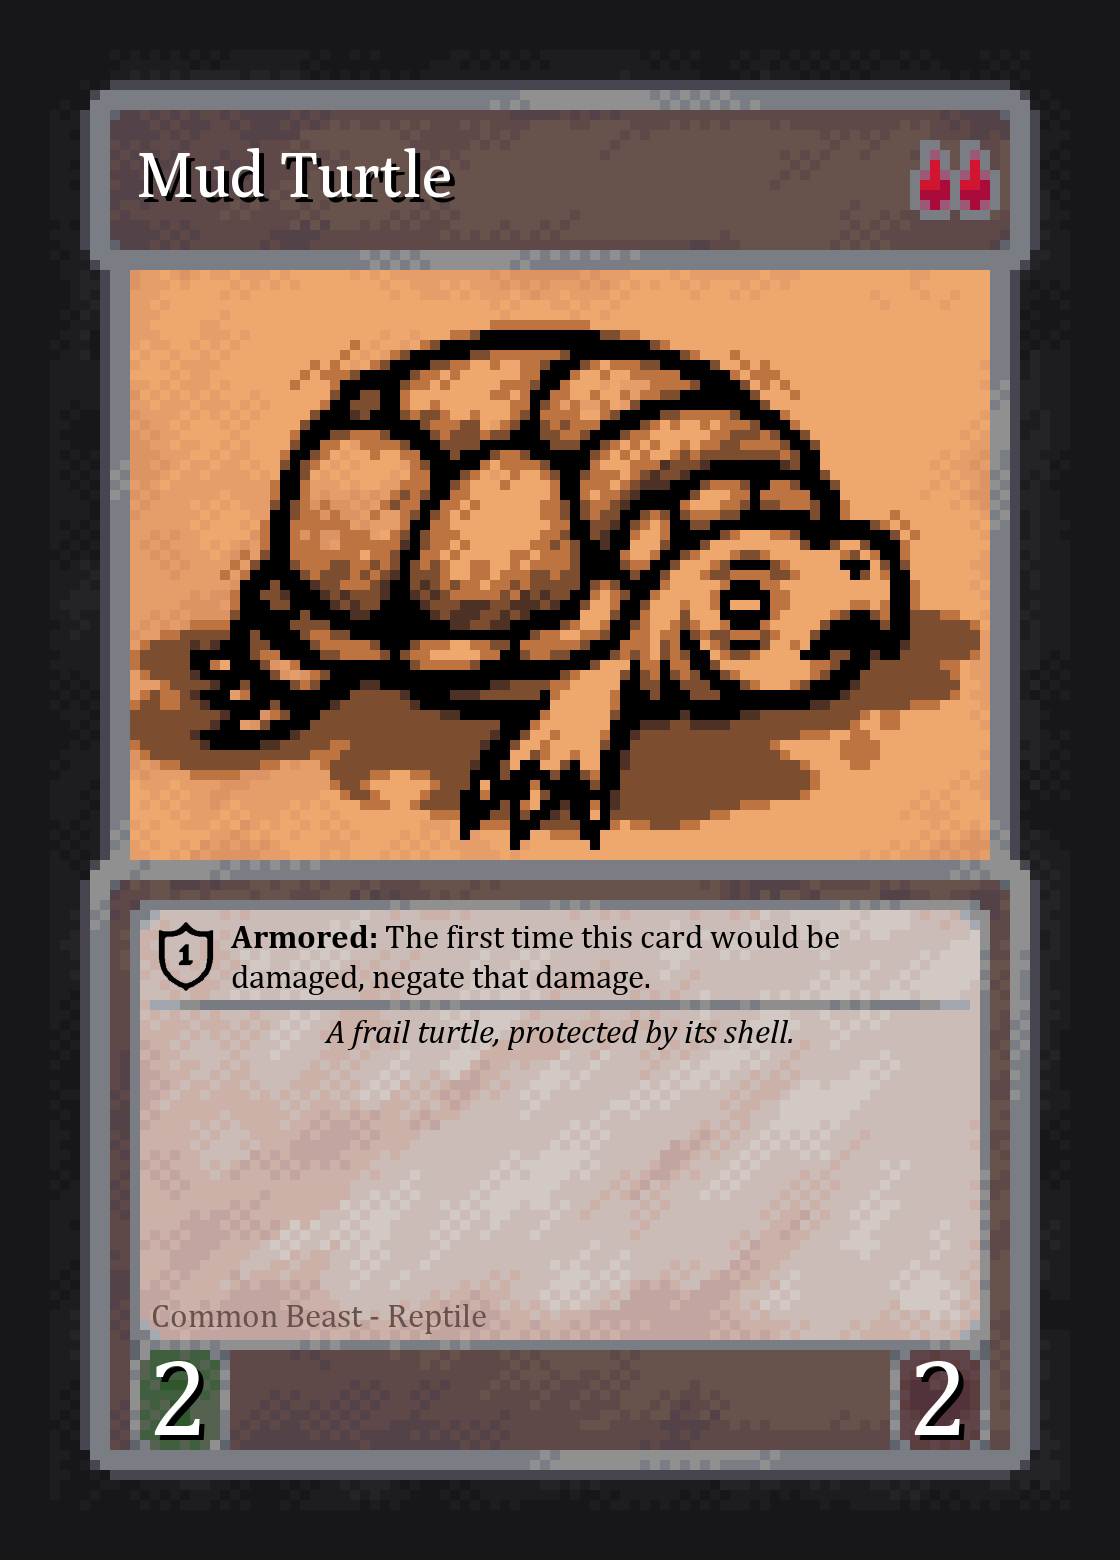 Mud Turtle
1
Armored: The first time this card would be
damaged, negate that damage.
A frail turtle, protected by its shell.
Common Beast - Reptile
2
2